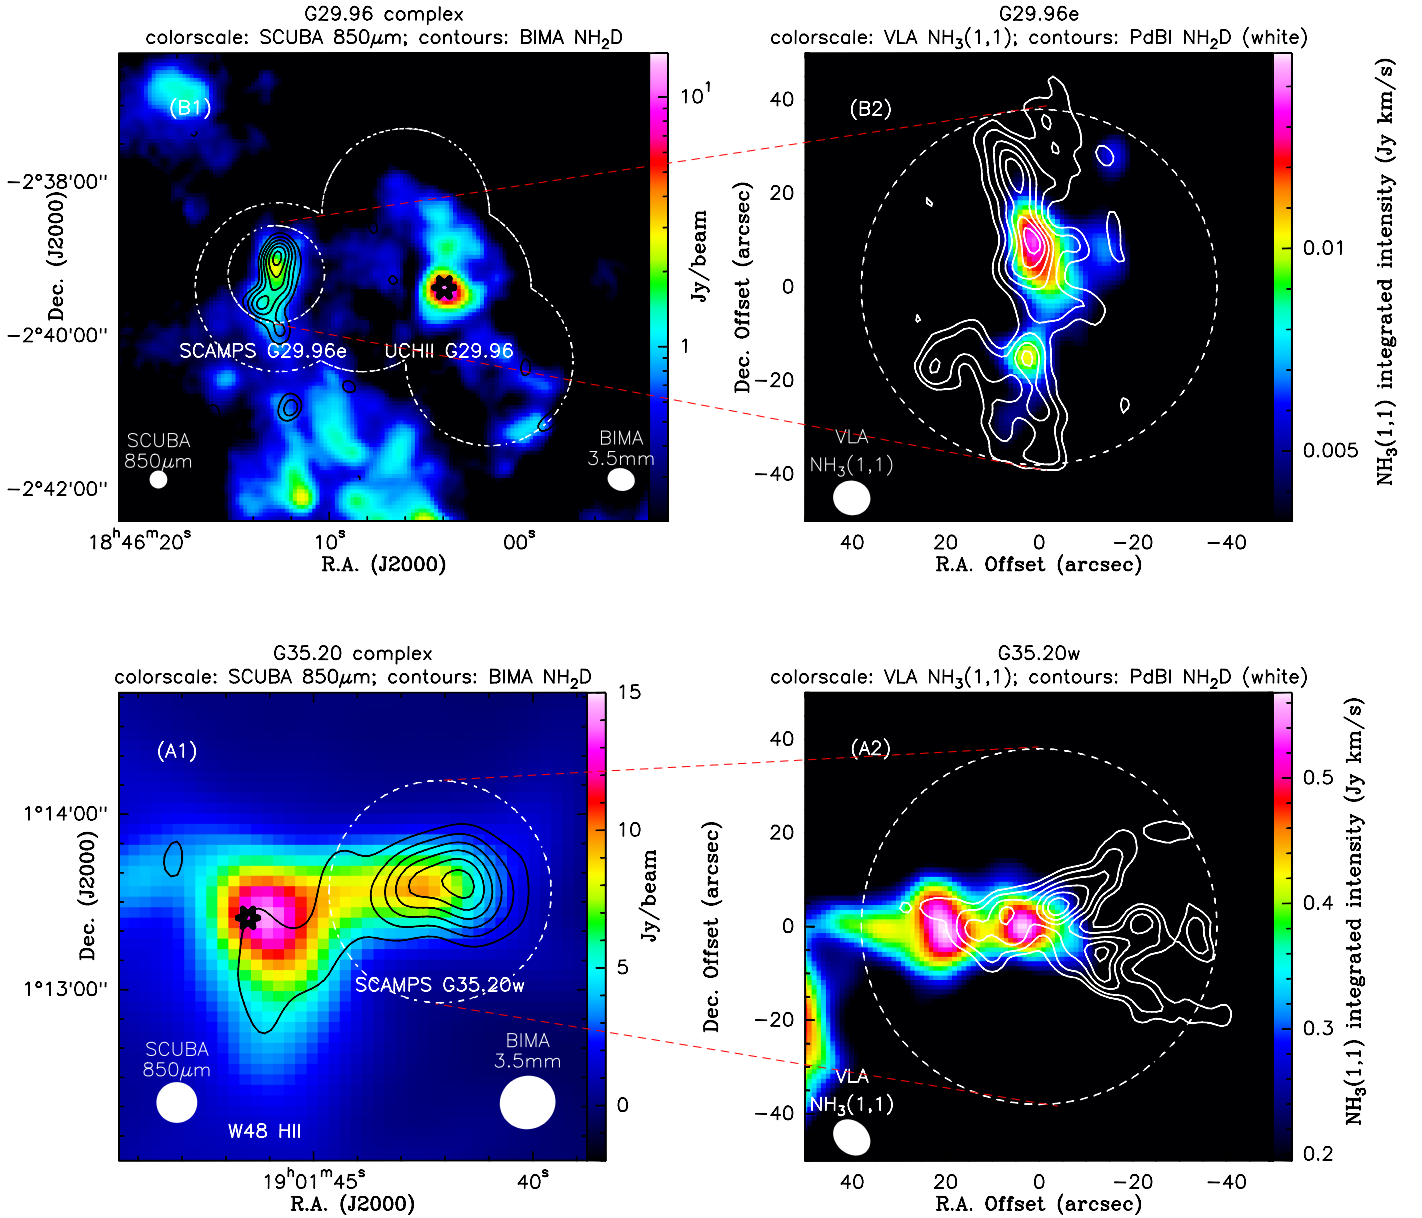 G29.96 complex
colorscale: SCUBA 850μm; contours: BIMA NH₂D
(B1)
10¹
1
Jy/beam
−2°38'00"
−2°40'00"
−2°42'00"
Dec. (J2000)
SCAMPS G29.96e
UCHII G29.96
SCUBA
850μm
BIMA
3.5mm
18ʰ46ᵐ20ˢ
10ˢ
00ˢ
R.A. (J2000)
G29.96e
colorscale: VLA NH₃(1,1); contours: PdBI NH₂D (white)
(B2)
40
20
0
−20
−40
Dec. Offset (arcsec)
VLA
NH₃(1,1)
40 20 0 −20 −40
R.A. Offset (arcsec)
0.01
0.005
NH₃(1,1) integrated intensity (Jy km/s)
G35.20 complex
colorscale: SCUBA 850μm; contours: BIMA NH₂D
(A1)
15
10
5
0
Jy/beam
1°14'00"
1°13'00"
Dec. (J2000)
SCAMPS G35.20w
SCUBA
850μm
BIMA
3.5mm
W48 HII
19ʰ01ᵐ45ˢ
40ˢ
R.A. (J2000)
G35.20w
colorscale: VLA NH₃(1,1); contours: PdBI NH₂D (white)
(A2)
40
20
0
−20
−40
Dec. Offset (arcsec)
VLA
NH₃(1,1)
40 20 0 −20 −40
R.A. Offset (arcsec)
0.5
0.4
0.3
0.2
NH₃(1,1) integrated intensity (Jy km/s)